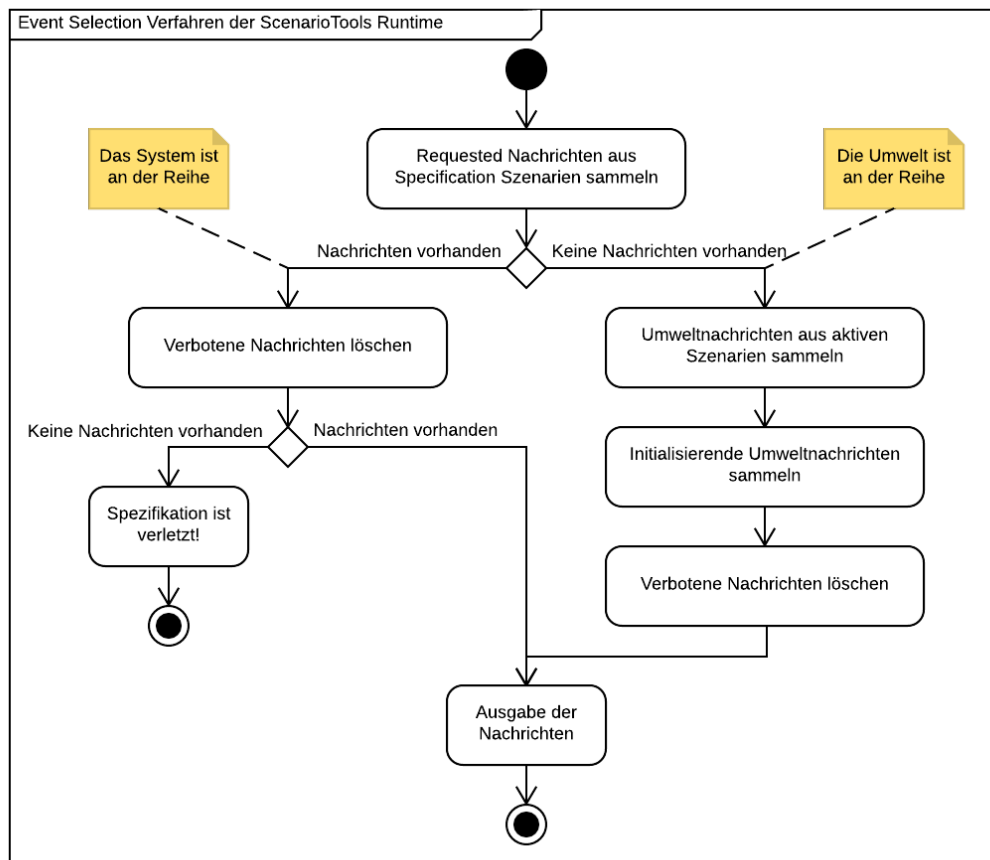 Event Selection Verfahren der ScenarioTools Runtime
Das System ist
an der Reihe
Requested Nachrichten aus
Specification Szenarien sammeln
Die Umwelt ist
an der Reihe
Nachrichten vorhanden
Keine Nachrichten vorhanden
Verbotene Nachrichten löschen
Umweltnachrichten aus aktiven
Szenarien sammeln
Keine Nachrichten vorhanden
Nachrichten vorhanden
Initialisierende Umweltnachrichten
sammeln
Spezifikation ist
verletzt!
Verbotene Nachrichten löschen
Ausgabe der
Nachrichten